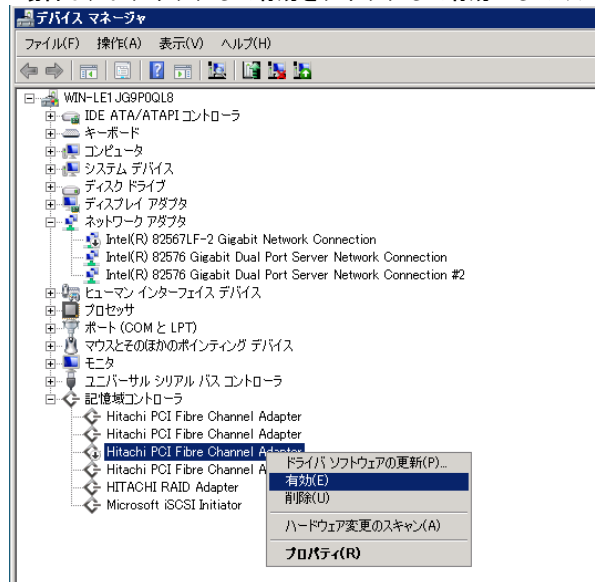 デバイス マネージャ
ファイル(F) 操作(A) 表示(V) ヘルプ(H)
WIN-LE1JG9P0QL8
IDE ATA/ATAPI コントローラ
キーボード
コンピュータ
システム デバイス
ディスク ドライブ
ディスプレイ アダプタ
ネットワーク アダプタ
Intel(R) 82567LF-2 Gigabit Network Connection
Intel(R) 82576 Gigabit Dual Port Server Network Connection
Intel(R) 82576 Gigabit Dual Port Server Network Connection #2
ヒューマン インターフェイス デバイス
プロセッサ
ポート (COM と LPT)
マウスとそのほかのポインティング デバイス
モニタ
ユニバーサル シリアル バス コントローラ
記憶域コントローラ
Hitachi PCI Fibre Channel Adapter
Hitachi PCI Fibre Channel Adapter
Hitachi PCI Fibre Channel Adapter
Hitachi PCI Fibre Channel A
HITACHI RAID Adapter
Microsoft iSCSI Initiator
ドライバ ソフトウェアの更新(P)...
有効(E)
削除(U)
ハードウェア変更のスキャン(A)
プロパティ(R)